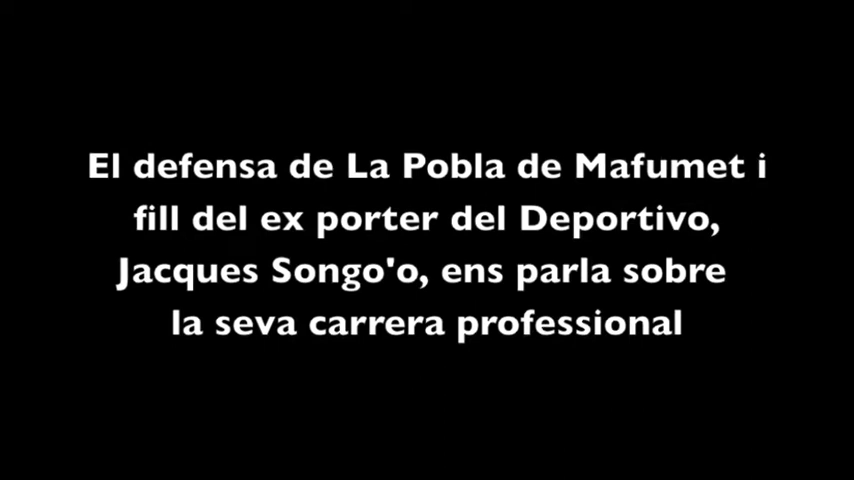 El defensa de La Pobla de Mafumet i
fill del ex porter del Deportivo,
Jacques Songo'o, ens parla sobre
la seva carrera professional